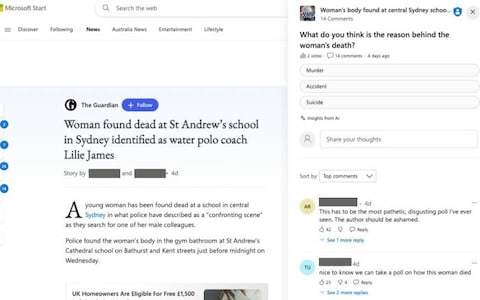 Microsoft Start
Search the web
Discover
Following
News
Australia News
Entertainment
Lifestyle
The Guardian
+ Follow
Woman found dead at St Andrew's school
in Sydney identified as water polo coach
Lilie James
Story by
and
• 4d
A young woman has been found dead at a school in central
Sydney in what police have described as a "confronting scene"
as they search for one of her male colleagues.
Police found the woman's body in the gym bathroom at St Andrew's
Cathedral school on Bathurst and Kent streets just before midnight on
Wednesday.
UK Homeowners Are Eligible For Free £1,500
Woman's body found at central Sydney schoo...
14 Comments
What do you think is the reason behind the
woman's death?
2 views • 14 comments • 4 days ago
Murder
Accident
Suicide
Insights from AI
Share your thoughts
Sort by: Top comments
AR
• 4d
This has to be the most pathetic, disgusting poll I've ever
seen. The author should be ashamed.
42
Reply
See 1 more reply
TU
4d
nice to know we can take a poll on how this woman died
25
4
Reply
See 2 more replies